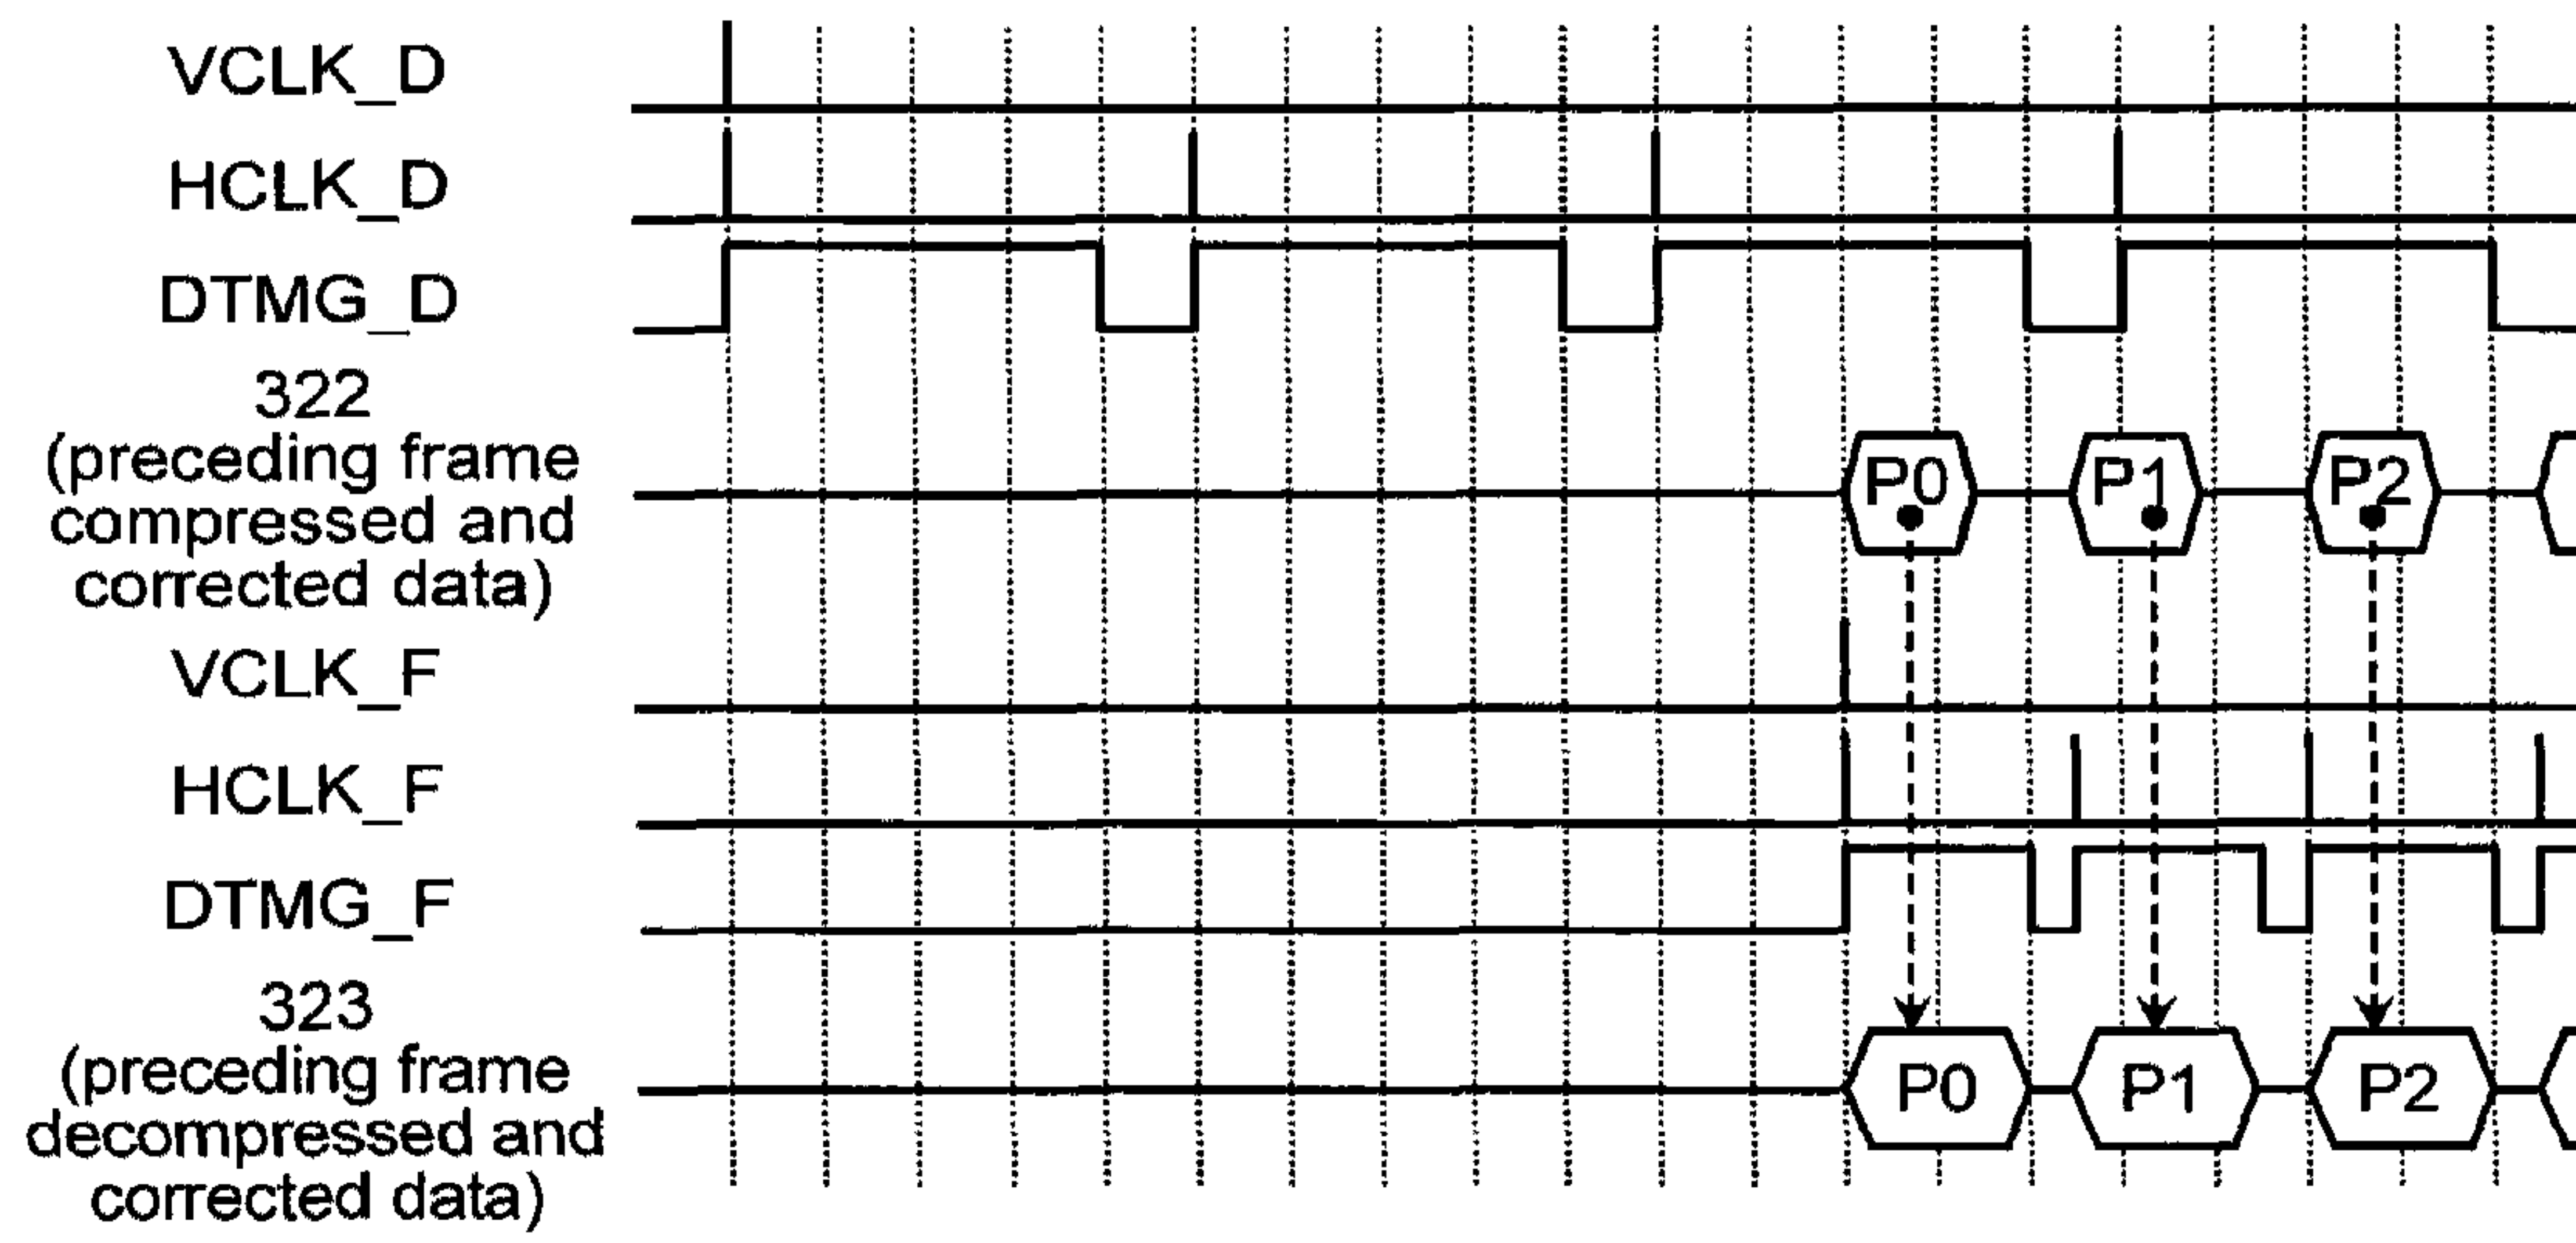 VCLK_D
HCLK_D
DTMG_D
322
(preceding frame
compressed and
corrected data)
P0 P1 P2
VCLK_F
HCLK_F
DTMG_F
323
(preceding frame
decompressed and
corrected data)
P0 P1 P2